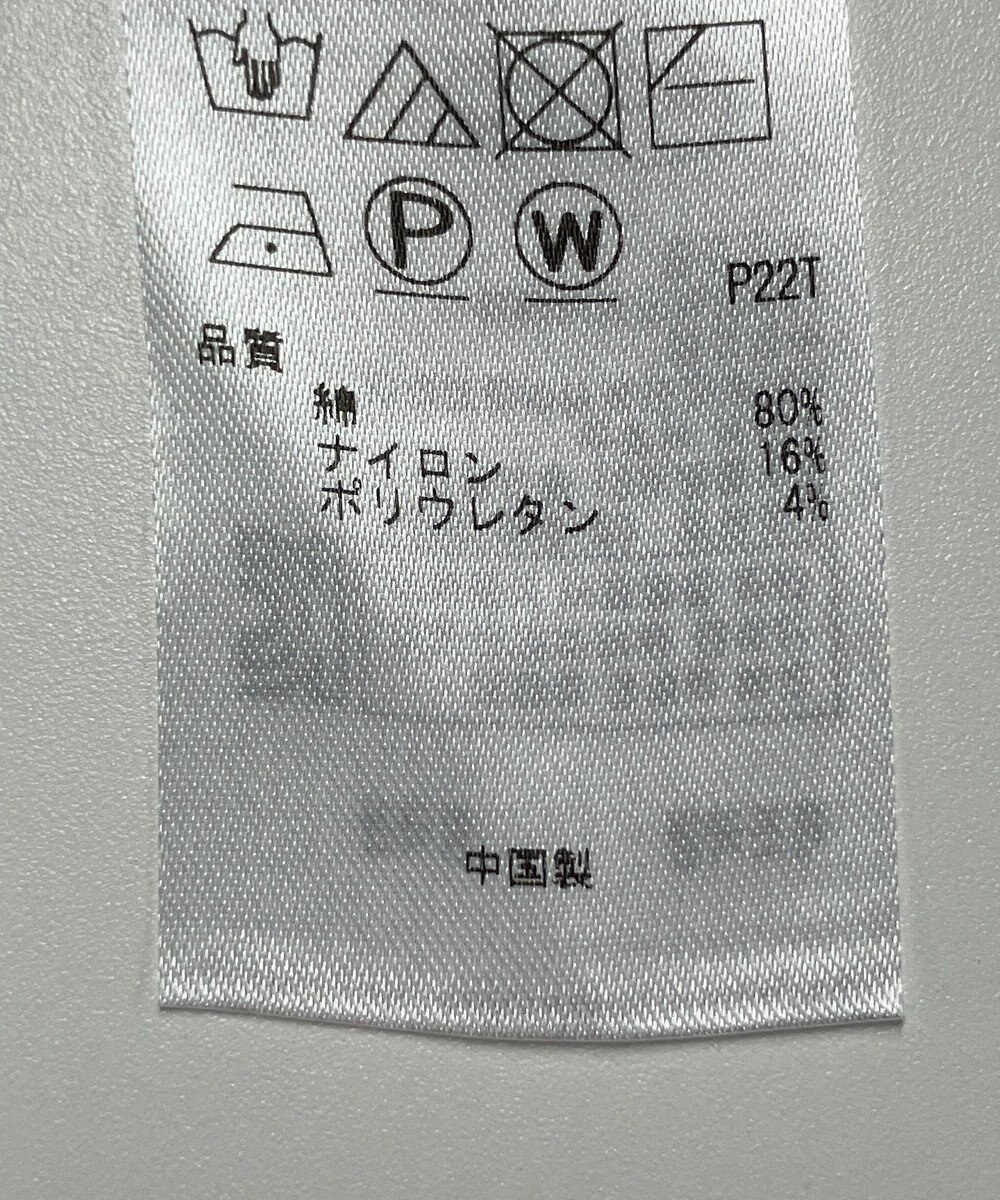 P W
P22T
品質
綿 80%
ナイロン 16%
ポリウレタン 4%
中国製